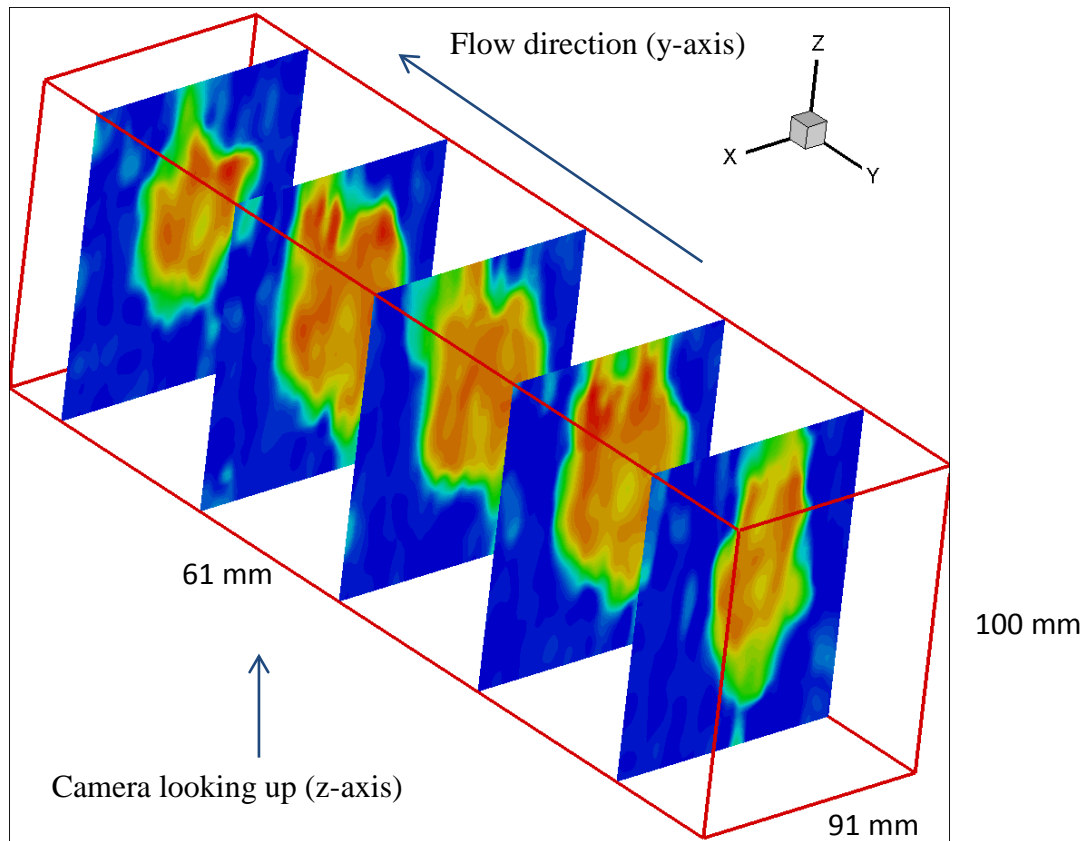 Flow direction (y-axis)
Z
X
Y
61 mm
100 mm
Camera looking up (z-axis)
91 mm